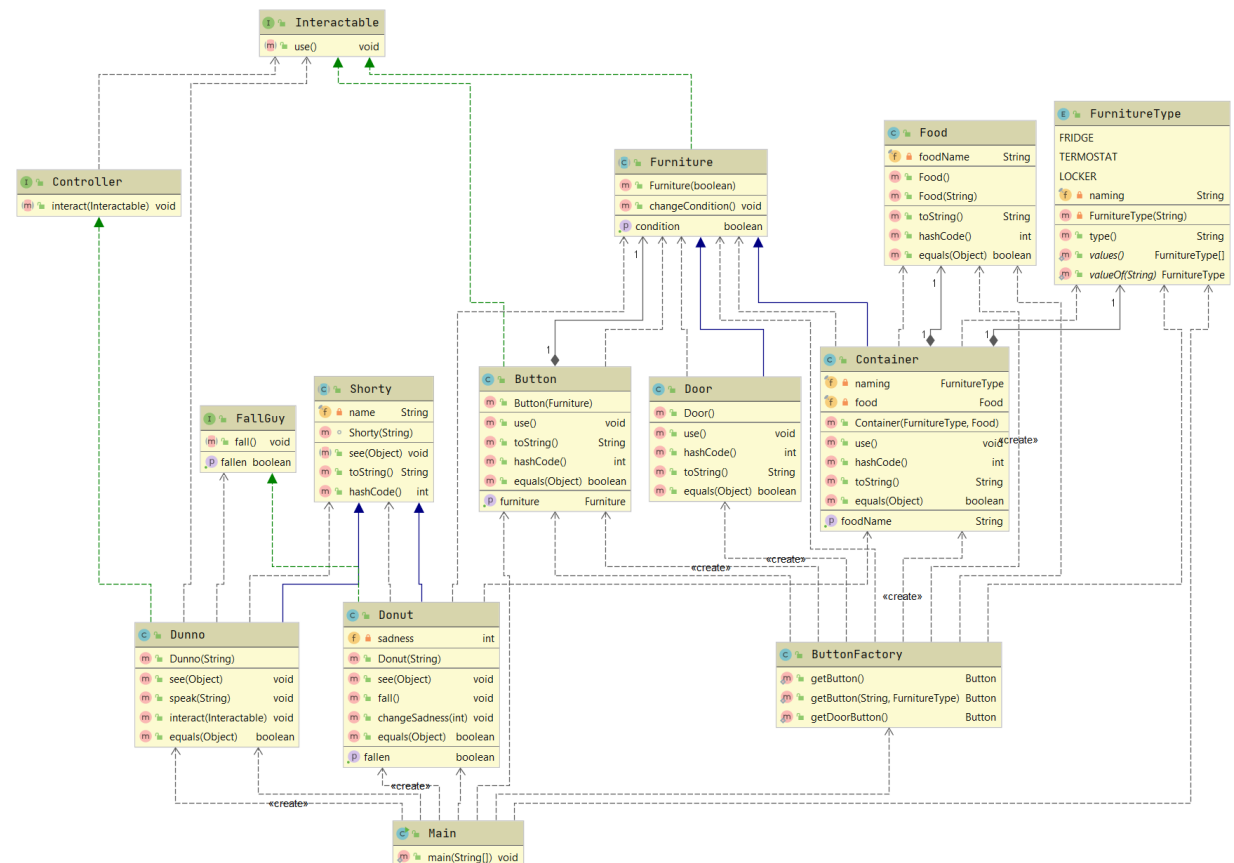 Interactable
use() void
FurnitureType
FRIDGE
TERMOSTAT
LOCKER
naming String
FurnitureType(String)
type() String
values() FurnitureType[]
valueOf(String) FurnitureType
Food
foodName String
Food()
Food(String)
toString() String
hashCode() int
equals(Object) boolean
Furniture
Furniture(boolean)
changeCondition() void
condition boolean
Controller
interact(Interactable) void
1
1
1
1
1
1
Container
naming FurnitureType
food Food
Container(FurnitureType, Food)
use() void
hashCode() int
toString() String
equals(Object) boolean
foodName String
«create»
Button
Button(Furniture)
use() void
toString() String
hashCode() int
equals(Object) boolean
furniture Furniture
Door
Door()
use() void
hashCode() int
toString() String
equals(Object) boolean
Shorty
name String
Shorty(String)
see(Object) void
toString() String
hashCode() int
FallGuy
fall() void
fallen boolean
«create»
«create»
«create»
Donut
sadness int
Donut(String)
see(Object) void
fall() void
changeSadness(int) void
equals(Object) boolean
fallen boolean
Dunno
Dunno(String)
see(Object) void
speak(String) void
interact(Interactable) void
equals(Object) boolean
ButtonFactory
getButton() Button
getButton(String, FurnitureType) Button
getDoorButton() Button
«create»
«create»
Main
main(String[]) void